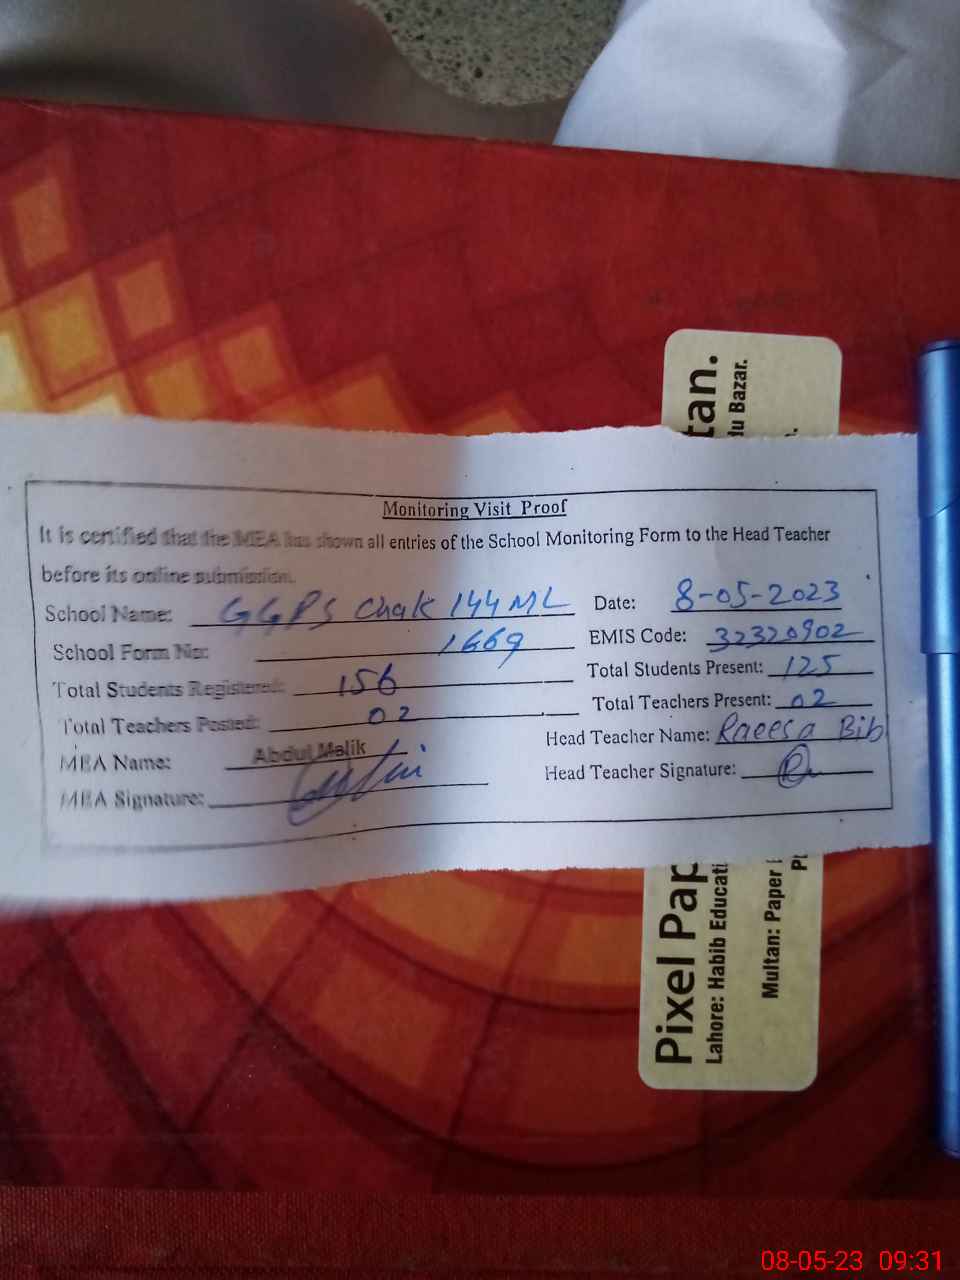 tan.
du Bazar.
Monitoring Visit Proof
It is certified that the MEA has shown all entries of the School Monitoring Form to the Head Teacher
before its online submission.
School Name: GGPS Chak 144 ML Date: 8-05-2023
School Form No: 1669 EMIS Code: 32320902
Total Students Registered: 156 Total Students Present: 125
Total Teachers Posted: 02 Total Teachers Present: 02
MEA Name: Abdul Malik Head Teacher Name: Raeesa Bib
MEA Signature: Head Teacher Signature:
Pixel Pap
Lahore: Habib Educati
Multan: Paper
08-05-23 09:31